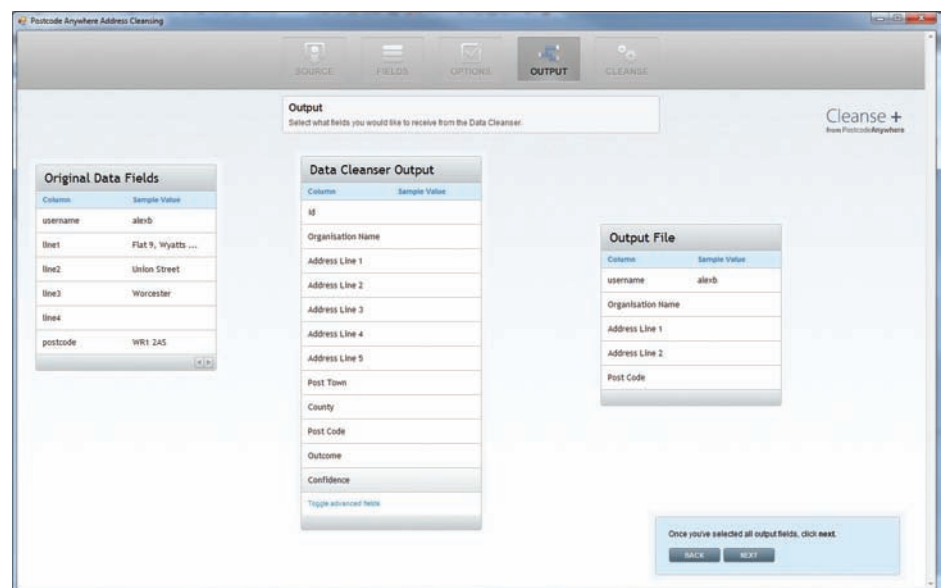 Postcode Anywhere Address Cleansing
SOURCE FIELDS OPTIONS OUTPUT CLEANSE
Output
Select what fields you would like to receive from the Data Cleanser.
Cleanse +
from PostcodeAnywhere
Original Data Fields
Column Sample Value
username alexb
line1 Flat 9, Wyatts ...
line2 Union Street
line3 Worcester
line4
postcode WR1 2AS
Data Cleanser Output
Column Sample Value
Id
Organisation Name
Address Line 1
Address Line 2
Address Line 3
Address Line 4
Address Line 5
Post Town
County
Post Code
Outcome
Confidence
Toggle advanced fields
Output File
Column Sample Value
username alexb
Organisation Name
Address Line 1
Address Line 2
Post Code
Once you've selected all output fields, click next.
BACK NEXT